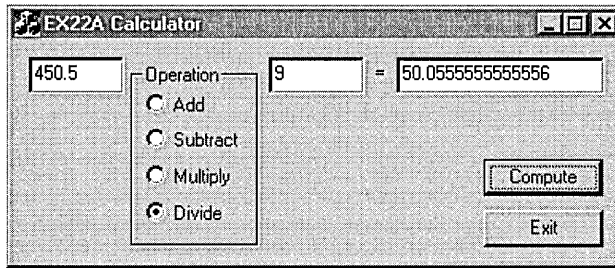 EX22A Calculator
450.5
Operation
9
=
50.0555555555556
Add
Subtract
Multiply
Divide
Compute
Exit